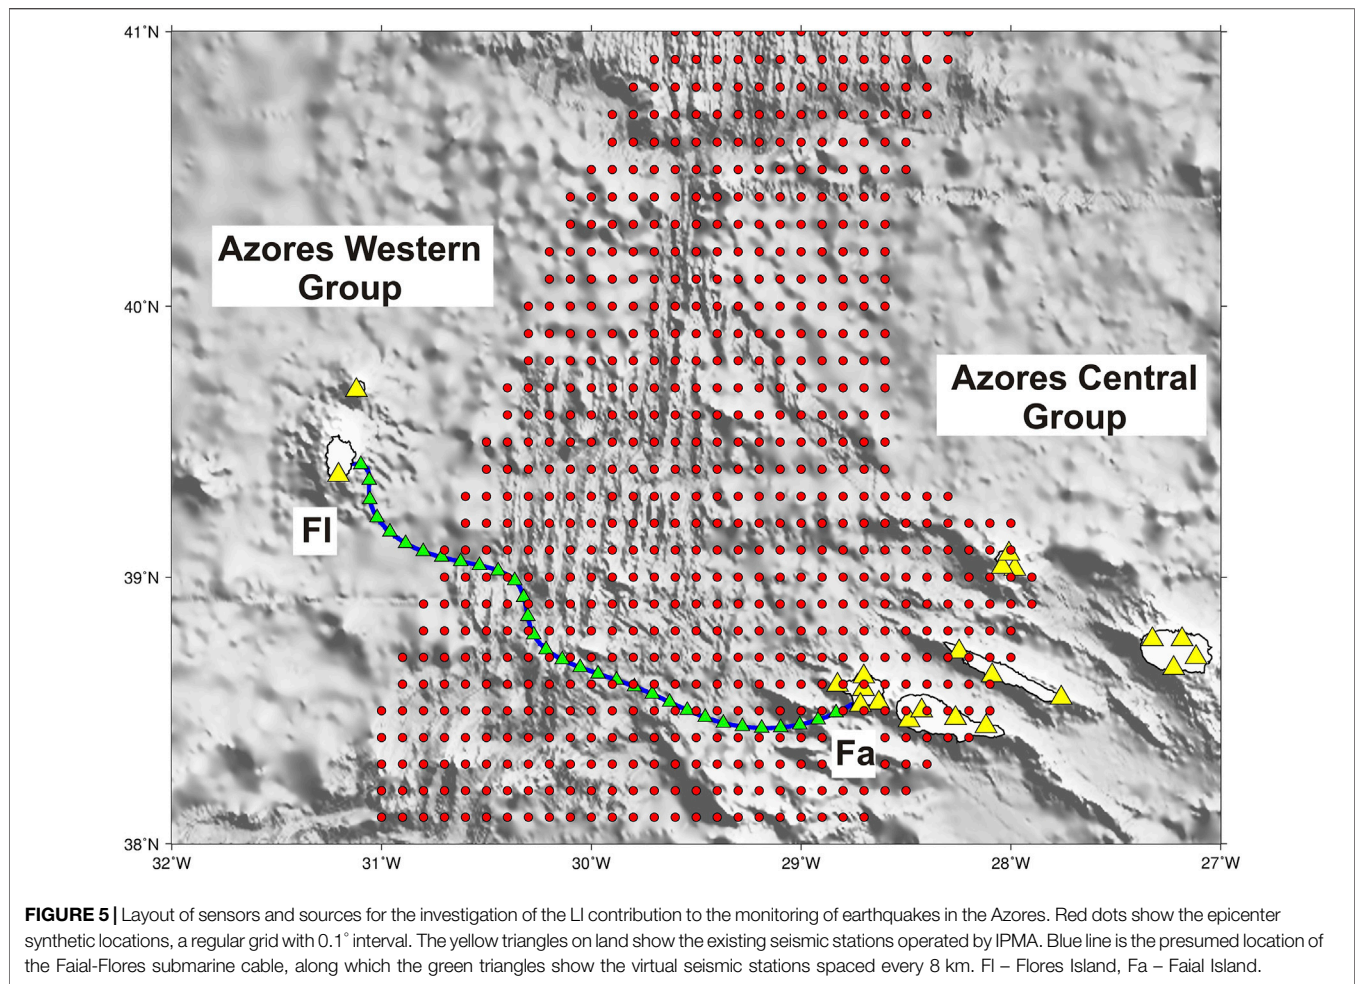 41°N
Azores Western
Group
40°N
Azores Central
Group
Fl
39°N
Fa
38°N
32°W
31°W
30°W
29°W
28°W
27°W
FIGURE 5 | Layout of sensors and sources for the investigation of the LI contribution to the monitoring of earthquakes in the Azores. Red dots show the epicenter
synthetic locations, a regular grid with 0.1° interval. The yellow triangles on land show the existing seismic stations operated by IPMA. Blue line is the presumed location of
the Faial-Flores submarine cable, along which the green triangles show the virtual seismic stations spaced every 8 km. Fl – Flores Island, Fa – Faial Island.